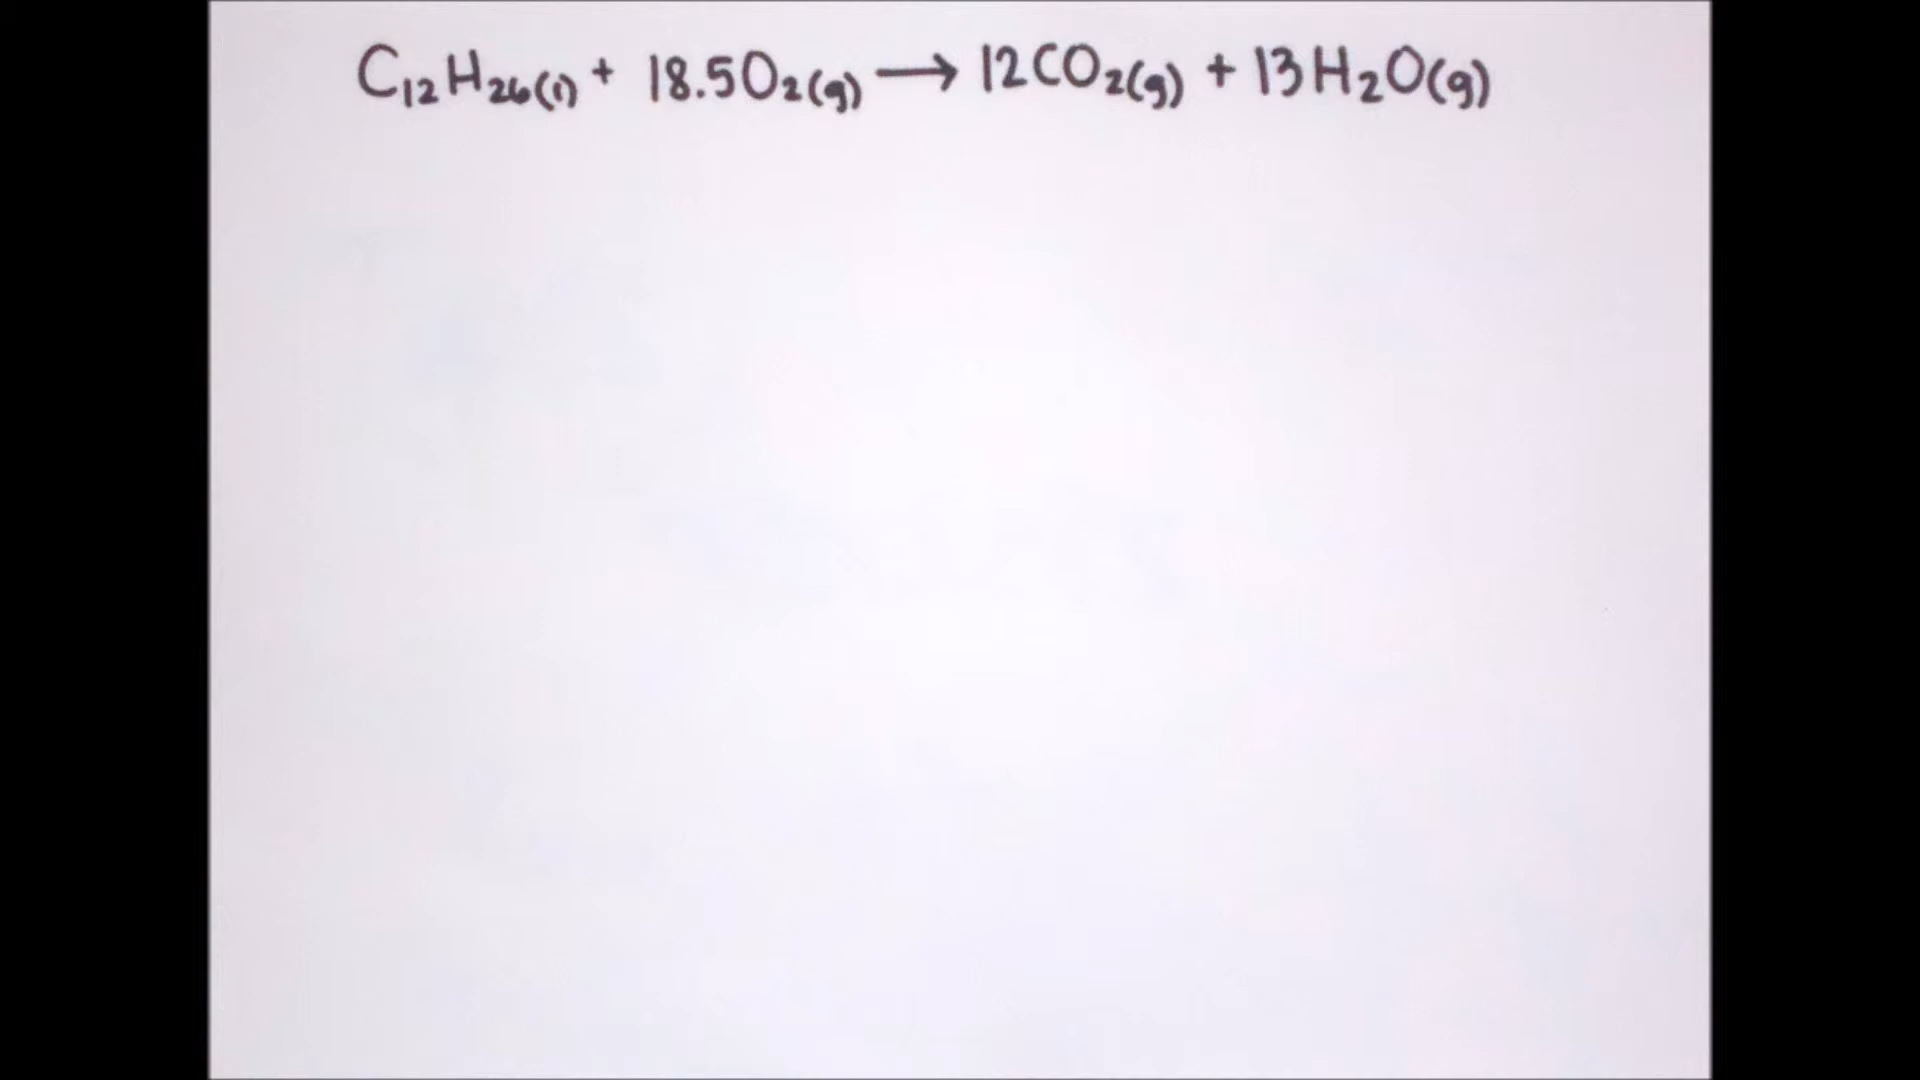 C₁₂H₂₆(l) + 18.5O₂(g) ⟶ 12CO₂(g) + 13H₂O(g)